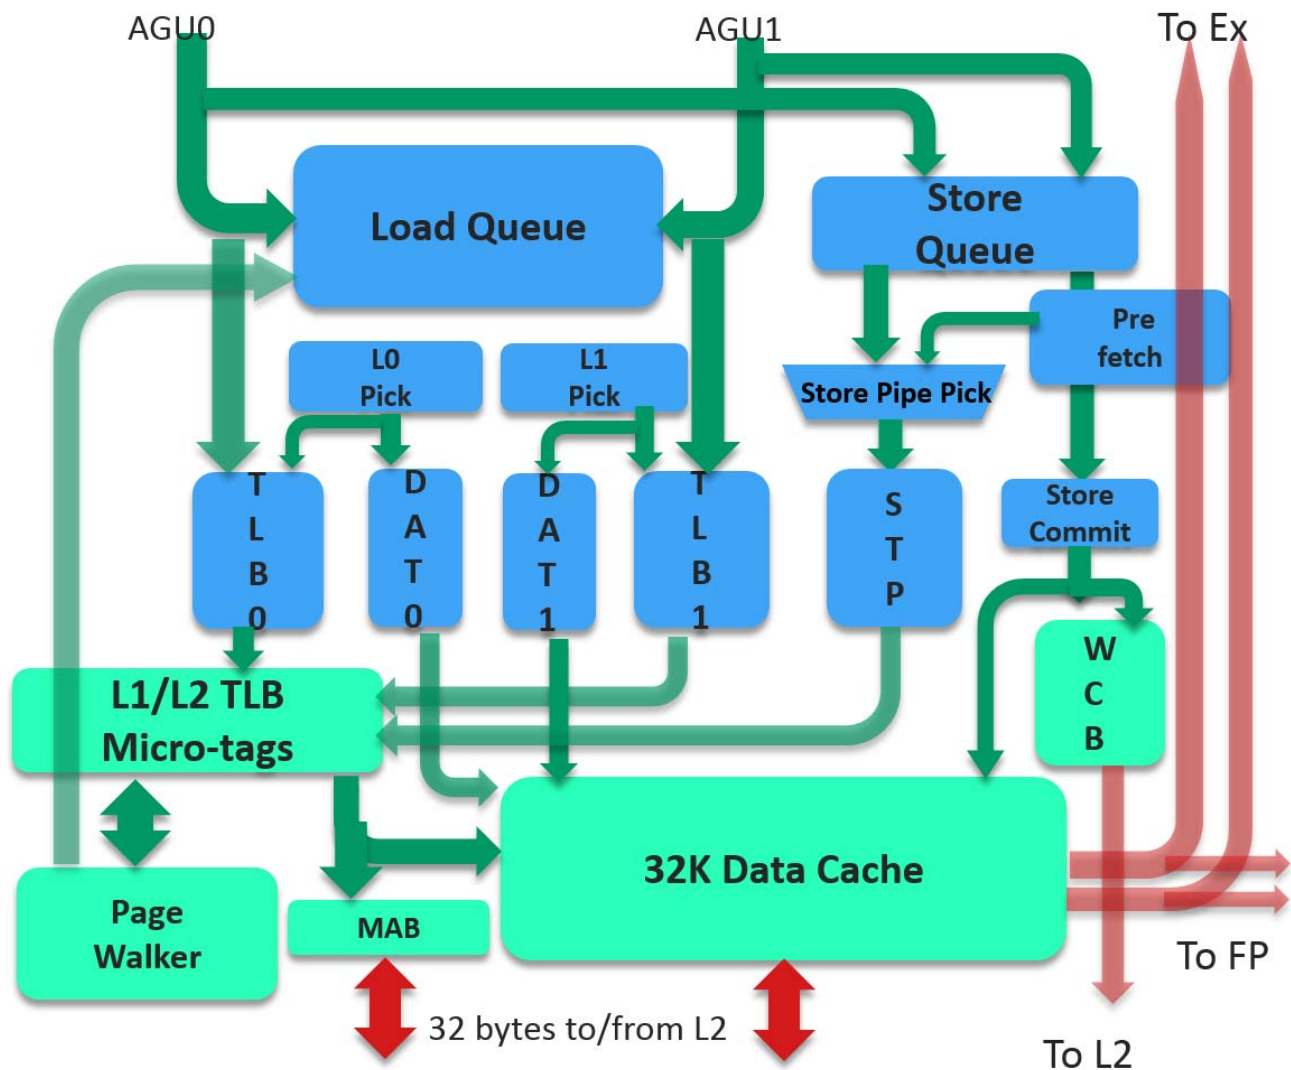 AGU0
AGU1
To Ex
Load Queue
Store
Queue
Pre
fetch
L0
Pick
L1
Pick
Store Pipe Pick
T
L
B
0
D
A
T
0
D
A
T
1
T
L
B
1
S
T
P
Store
Commit
W
C
B
L1/L2 TLB
Micro-tags
32K Data Cache
Page
Walker
MAB
To FP
32 bytes to/from L2
To L2